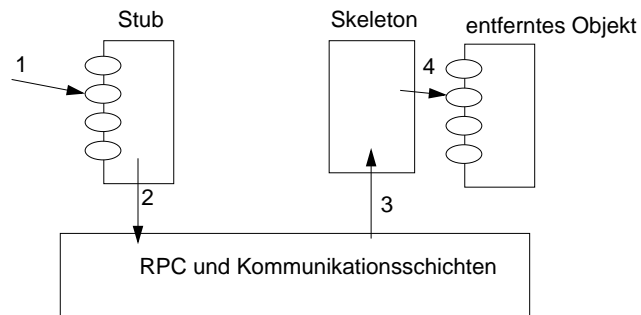 Stub
Skeleton
entferntes Objekt
1
4
2
3
RPC und Kommunikationsschichten